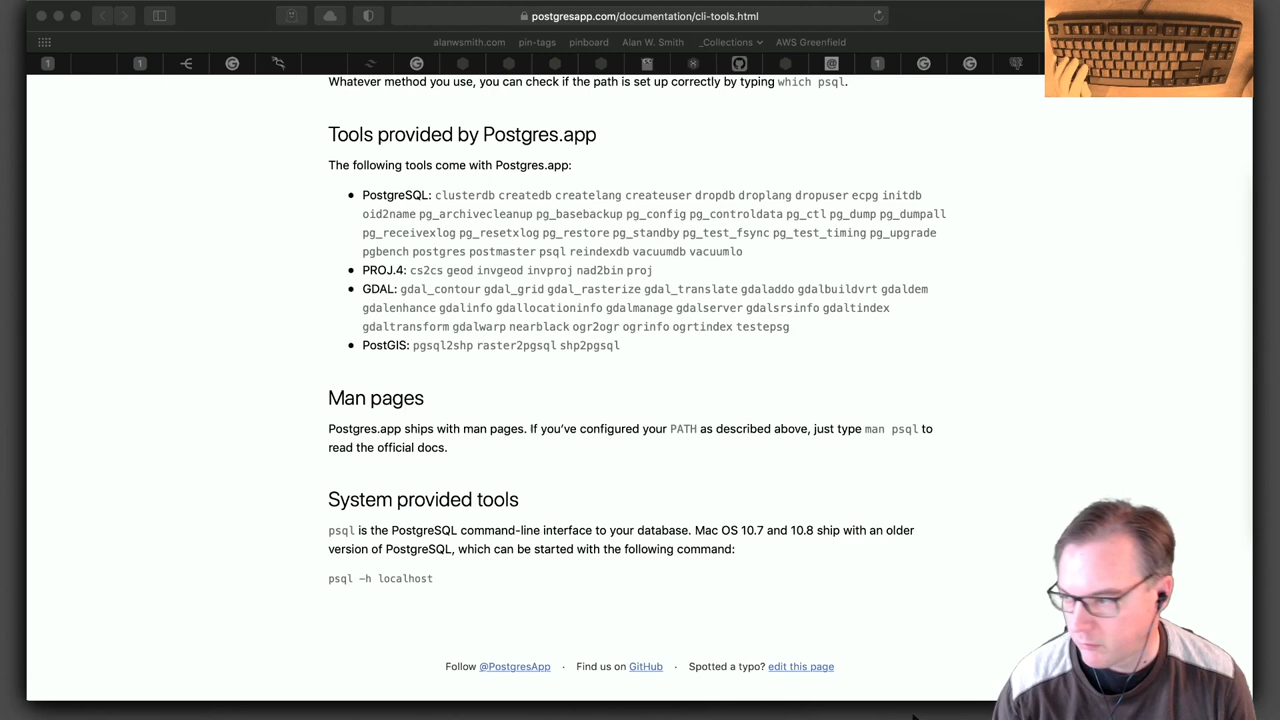 postgresapp.com/documentation/cli-tools.html
alanwsmith.com pin-tags pinboard Alan W. Smith _Collections AWS Greenfield
1 1 1
Whatever method you use, you can check if the path is set up correctly by typing which psql.
Tools provided by Postgres.app
The following tools come with Postgres.app:
• PostgreSQL: clusterdb createdb createlang createuser dropdb droplang dropuser ecpg initdb
oid2name pg_archivecleanup pg_basebackup pg_config pg_controldata pg_ctl pg_dump pg_dumpall
pg_receivexlog pg_resetxlog pg_restore pg_standby pg_test_fsync pg_test_timing pg_upgrade
pgbench postgres postmaster psql reindexdb vacuumdb vacuumlo
• PROJ.4: cs2cs geod invgeod invproj nad2bin proj
• GDAL: gdal_contour gdal_grid gdal_rasterize gdal_translate gdaladdo gdalbuildvrt gdaldem
gdalenhance gdalinfo gdallocationinfo gdalmanage gdalserver gdalsrsinfo gdaltindex
gdaltransform gdalwarp nearblack ogr2ogr ogrinfo ogrtindex testepsg
• PostGIS: pgsql2shp raster2pgsql shp2pgsql
Man pages
Postgres.app ships with man pages. If you've configured your PATH as described above, just type man psql to
read the official docs.
System provided tools
psql is the PostgreSQL command-line interface to your database. Mac OS 10.7 and 10.8 ship with an older
version of PostgreSQL, which can be started with the following command:
psql -h localhost
Follow @PostgresApp · Find us on GitHub · Spotted a typo? edit this page